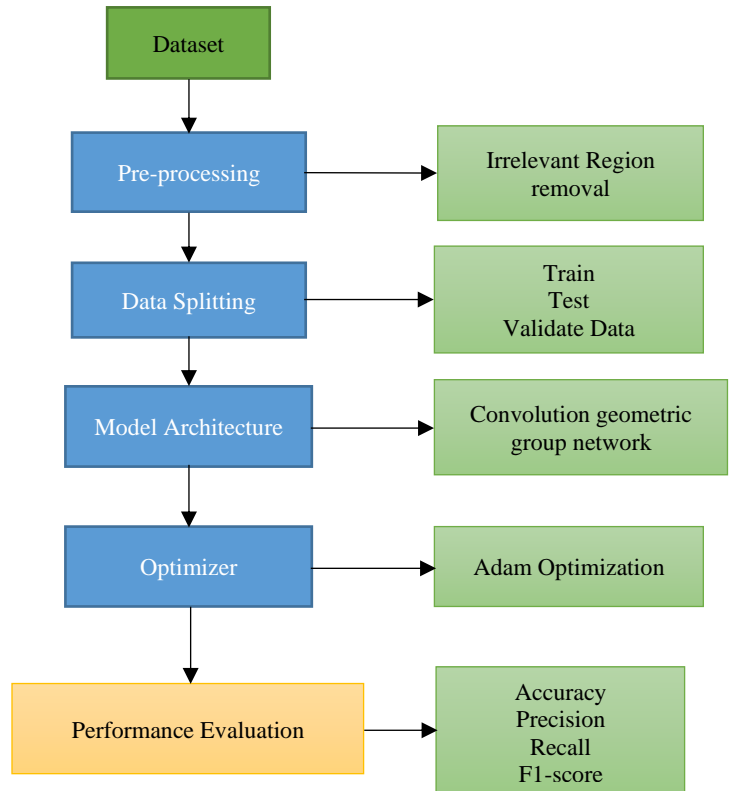 Dataset
Pre-processing
Irrelevant Region
removal
Data Splitting
Train
Test
Validate Data
Model Architecture
Convolution geometric
group network
Optimizer
Adam Optimization
Performance Evaluation
Accuracy
Precision
Recall
F1-score